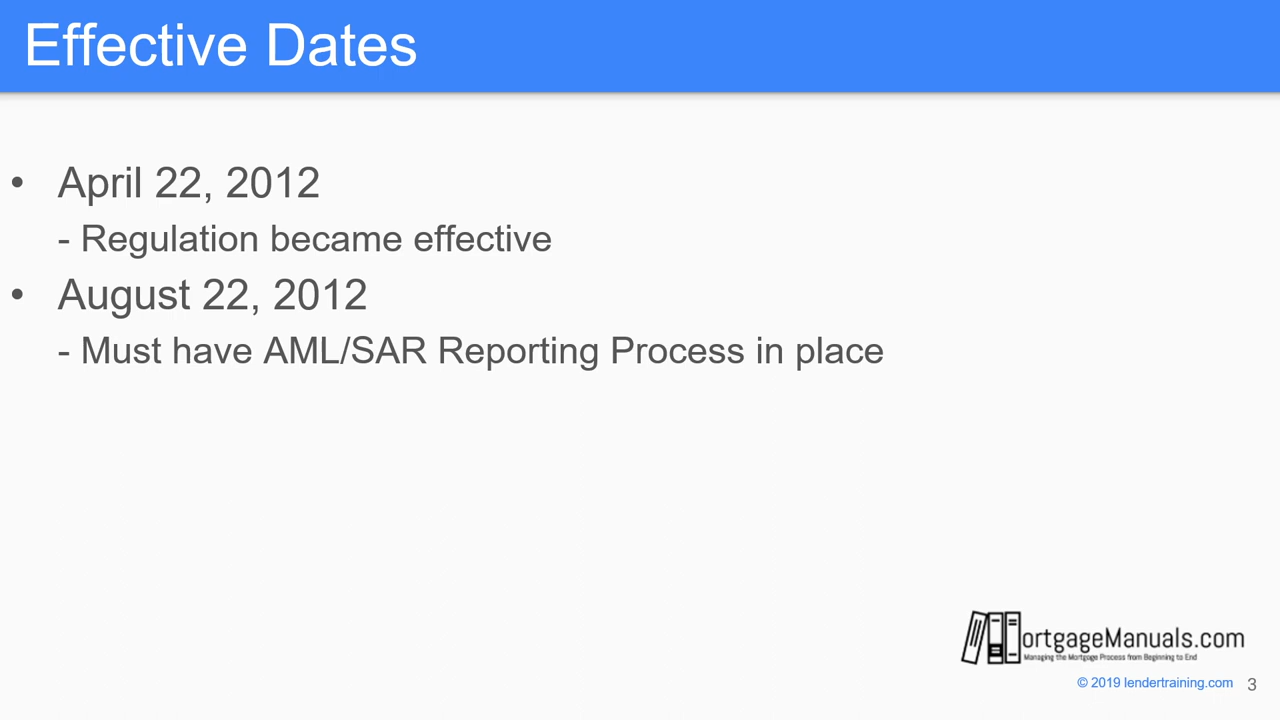 Effective Dates
• April 22, 2012
- Regulation became effective
• August 22, 2012
- Must have AML/SAR Reporting Process in place
ortgageManuals.com
Managing the Mortgage Process from Beginning to End
© 2019 lendertraining.com 3